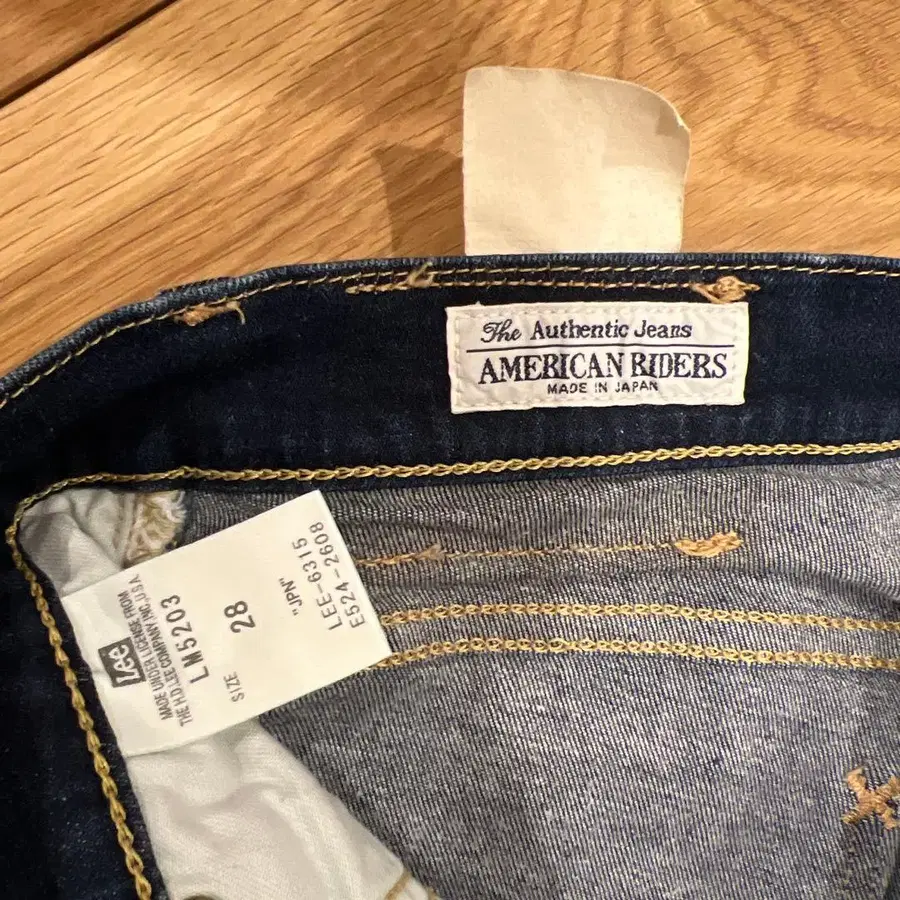 The Authentic Jeans
AMERICAN RIDERS
MADE IN JAPAN
Lee
MADE UNDER LICENSE FROM
THE H.D.LEE COMPANY INC,U.S.A
LM5203
SIZE 28
"JPN"
LEE-6315
E524-2608